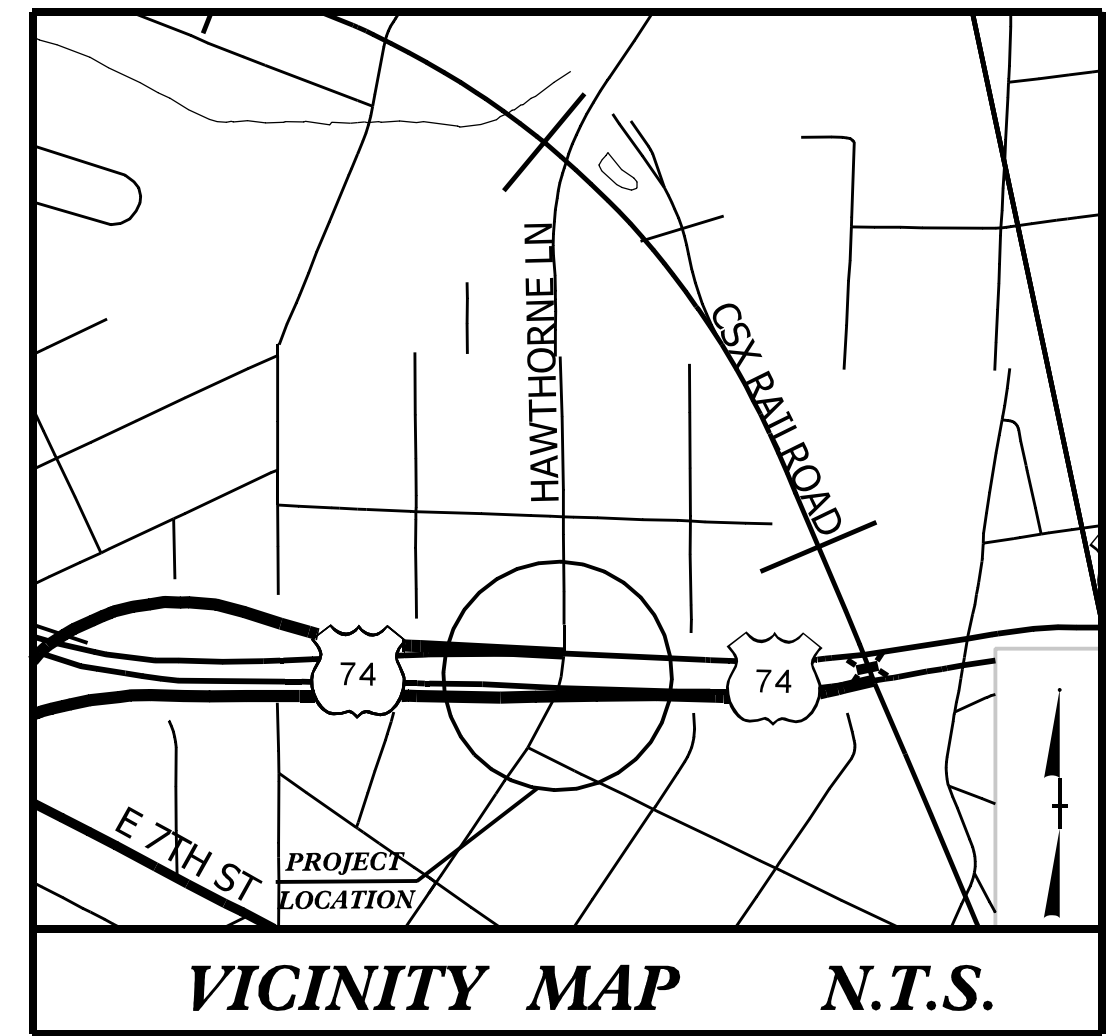 HAWTHORNE LN
CSX RAILROAD
74
74
E 7TH ST
PROJECT
LOCATION
VICINITY MAP N.T.S.